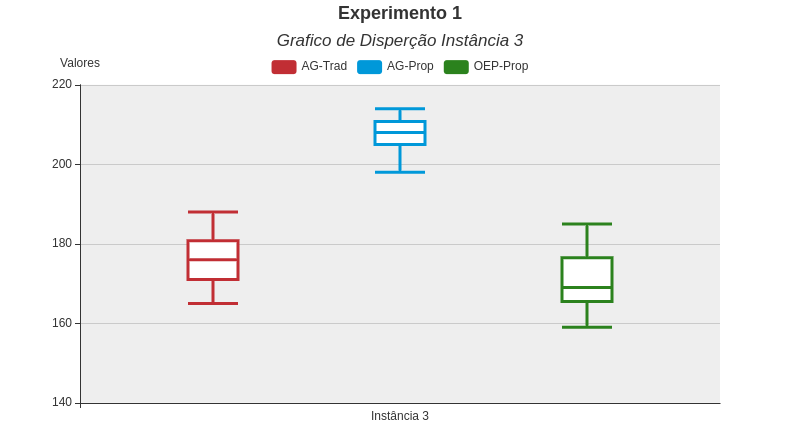 Experimento 1
Grafico de Disperção Instância 3
Valores
AG-Trad AG-Prop OEP-Prop
220
200
180
160
140
Instância 3